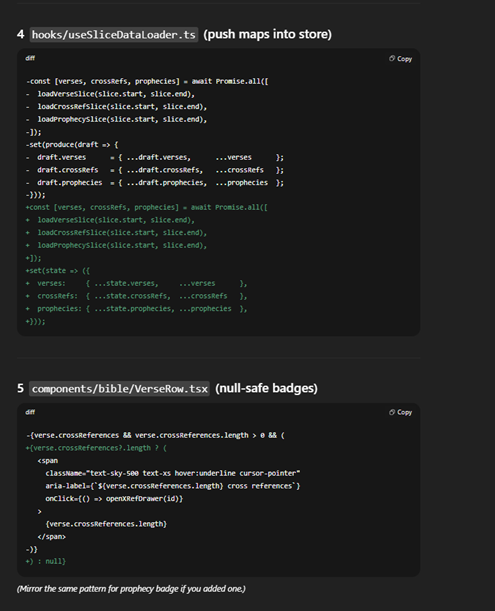 4 hooks/useSliceDataLoader.ts (push maps into store)
diff
Copy
-const [verses, crossRefs, prophecies] = await Promise.all([
-  loadVerseSlice(slice.start, slice.end),
-  loadCrossRefSlice(slice.start, slice.end),
-  loadProphecySlice(slice.start, slice.end),
-]);
-set(produce(draft => {
-  draft.verses     = { ...draft.verses,     ...verses     };
-  draft.crossRefs  = { ...draft.crossRefs,  ...crossRefs  };
-  draft.prophecies = { ...draft.prophecies, ...prophecies };
-}));
+const [verses, crossRefs, prophecies] = await Promise.all([
+  loadVerseSlice(slice.start, slice.end),
+  loadCrossRefSlice(slice.start, slice.end),
+  loadProphecySlice(slice.start, slice.end),
+]);
+set(state => ({
+  verses:     { ...state.verses,     ...verses     },
+  crossRefs:  { ...state.crossRefs,  ...crossRefs  },
+  prophecies: { ...state.prophecies, ...prophecies },
+}));
5 components/bible/VerseRow.tsx (null-safe badges)
diff
Copy
-{verse.crossReferences && verse.crossReferences.length > 0 && (
+{verse.crossReferences?.length ? (
   <span
     className="text-sky-500 text-xs hover:underline cursor-pointer"
     aria-label={`${verse.crossReferences.length} cross references`}
     onClick={() => openXRefDrawer(id)}
   >
     {verse.crossReferences.length}
   </span>
-)}
+) : null}
(Mirror the same pattern for prophecy badge if you added one.)